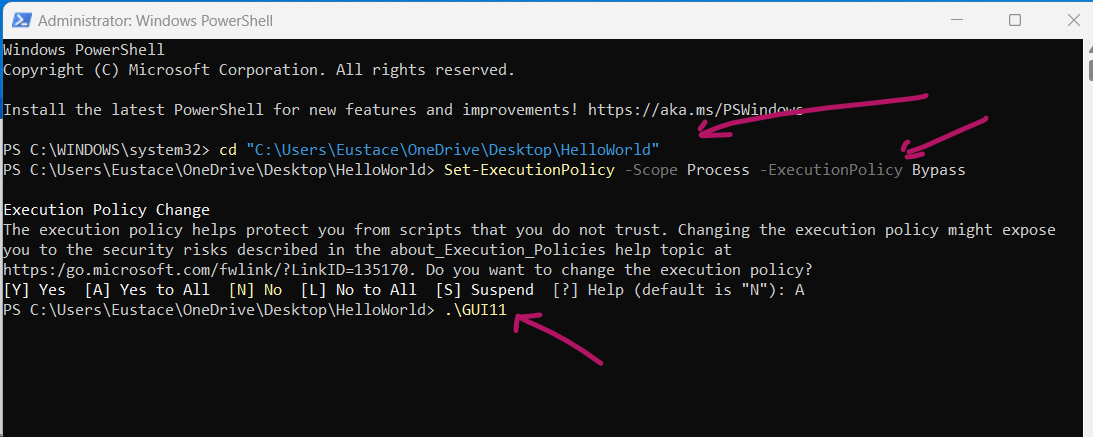 Administrator: Windows PowerShell
Windows PowerShell
Copyright (C) Microsoft Corporation. All rights reserved.
Install the latest PowerShell for new features and improvements! https://aka.ms/PSWindows
PS C:\WINDOWS\system32> cd "C:\Users\Eustace\OneDrive\Desktop\HelloWorld"
PS C:\Users\Eustace\OneDrive\Desktop\HelloWorld> Set-ExecutionPolicy -Scope Process -ExecutionPolicy Bypass
Execution Policy Change
The execution policy helps protect you from scripts that you do not trust. Changing the execution policy might expose
you to the security risks described in the about_Execution_Policies help topic at
https:/go.microsoft.com/fwlink/?LinkID=135170. Do you want to change the execution policy?
[Y] Yes  [A] Yes to All  [N] No  [L] No to All  [S] Suspend  [?] Help (default is "N"): A
PS C:\Users\Eustace\OneDrive\Desktop\HelloWorld> .\GUI11